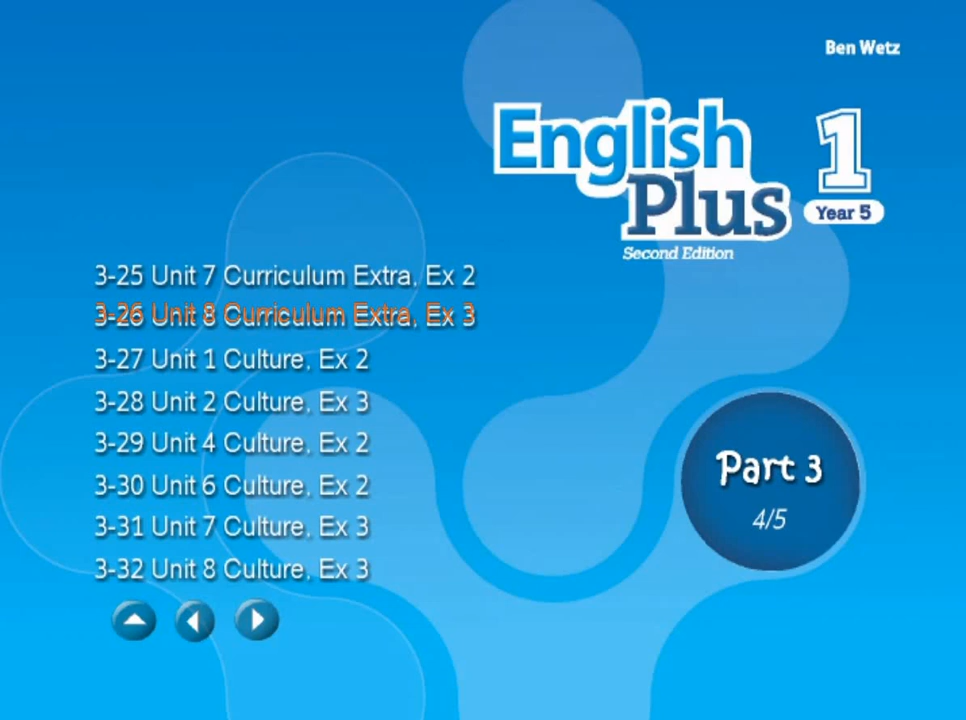 Ben Wetz
English
Plus
1
Year 5
Second Edition
3-25 Unit 7 Curriculum Extra, Ex 2
3-26 Unit 8 Curriculum Extra, Ex 3
3-27 Unit 1 Culture, Ex 2
3-28 Unit 2 Culture, Ex 3
3-29 Unit 4 Culture, Ex 2
3-30 Unit 6 Culture, Ex 2
3-31 Unit 7 Culture, Ex 3
3-32 Unit 8 Culture, Ex 3
Part 3
4/5